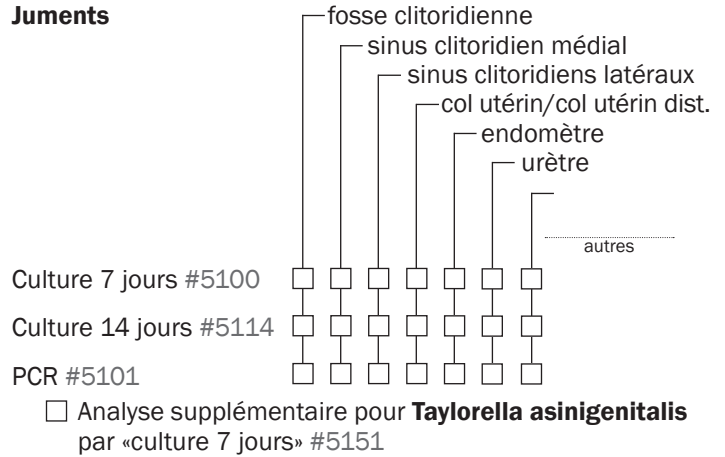 Juments
fosse clitoridienne
sinus clitoridien médial
sinus clitoridiens latéraux
col utérin/col utérin dist.
endomètre
urètre
autres
Culture 7 jours #5100
Culture 14 jours #5114
PCR #5101
Analyse supplémentaire pour Taylorella asinigenitalis
par «culture 7 jours» #5151